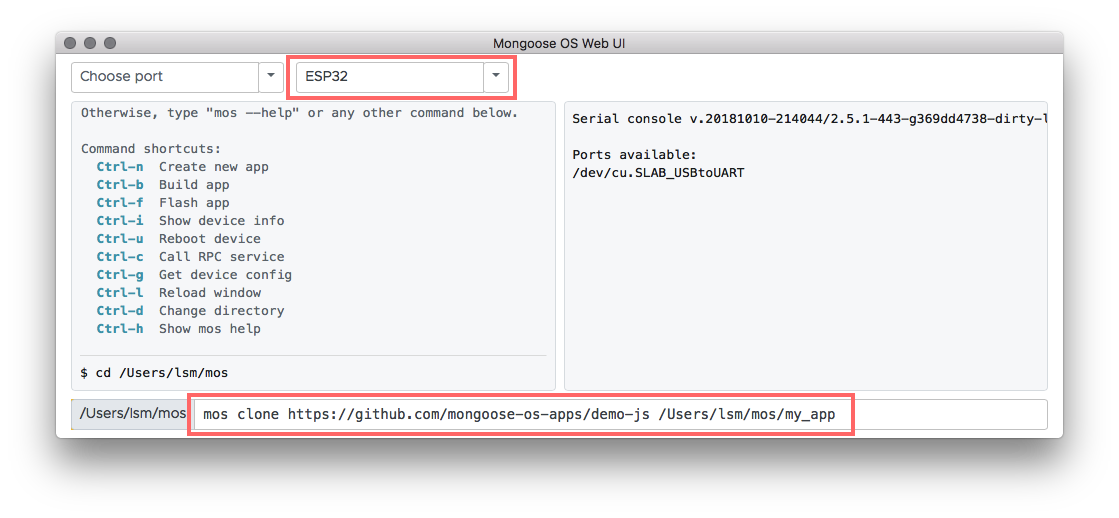 Mongoose OS Web UI
Choose port
ESP32
Otherwise, type "mos --help" or any other command below.
Command shortcuts:
Ctrl-n Create new app
Ctrl-b Build app
Ctrl-f Flash app
Ctrl-i Show device info
Ctrl-u Reboot device
Ctrl-c Call RPC service
Ctrl-g Get device config
Ctrl-l Reload window
Ctrl-d Change directory
Ctrl-h Show mos help
$ cd /Users/lsm/mos
Serial console v.20181010-214044/2.5.1-443-g369dd4738-dirty-l
Ports available:
/dev/cu.SLAB_USBtoUART
/Users/lsm/mos
mos clone https://github.com/mongoose-os-apps/demo-js /Users/lsm/mos/my_app